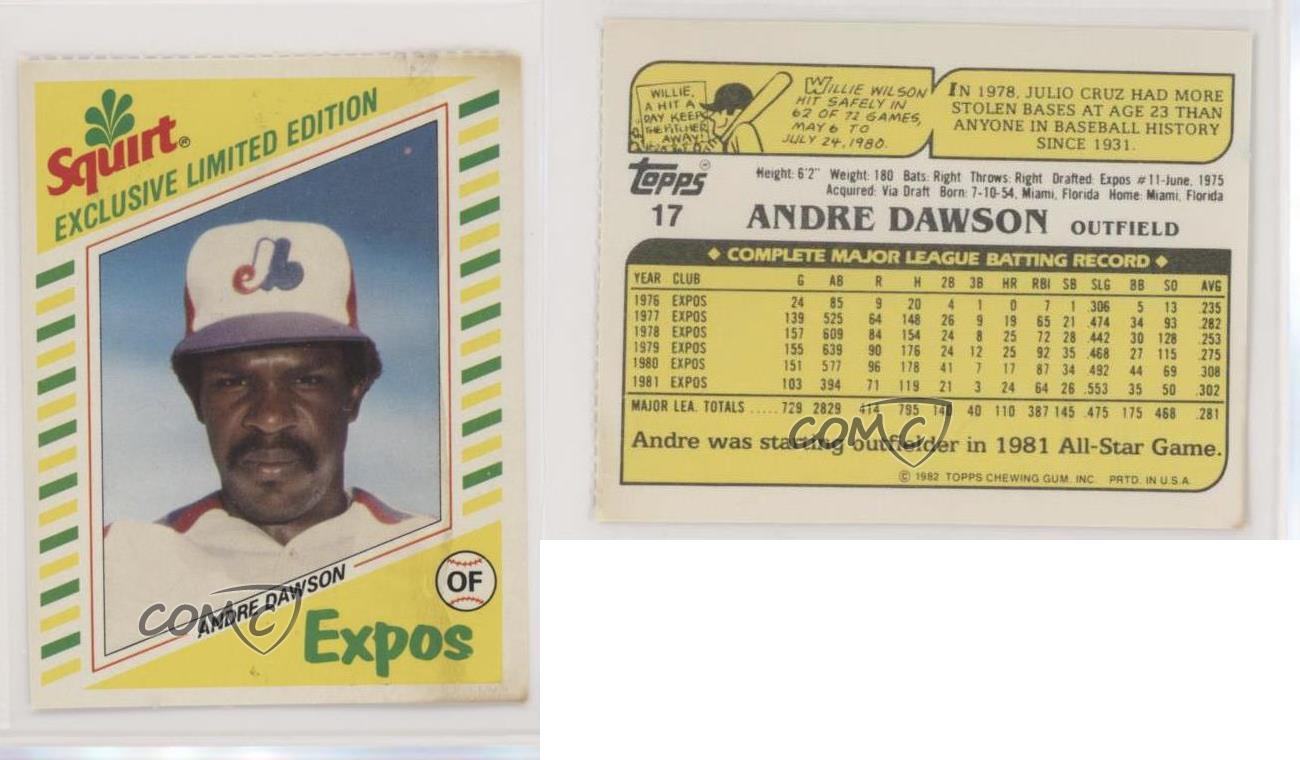 Squirt®
EXCLUSIVE LIMITED EDITION
ANDRE DAWSON
OF
Expos
COMC
WILLIE,
A HIT A
DAY KEEPS
THE PITCHER
AWAY!
WILLIE WILSON
HIT SAFELY IN
62 OF 72 GAMES,
MAY 6 TO
JULY 24, 1980.
IN 1978, JULIO CRUZ HAD MORE
STOLEN BASES AT AGE 23 THAN
ANYONE IN BASEBALL HISTORY
SINCE 1931.
Topps®
Height: 6'2" Weight: 180 Bats: Right Throws: Right Drafted: Expos #11-June, 1975
Acquired: Via Draft Born: 7-10-54, Miami, Florida Home: Miami, Florida
17 ANDRE DAWSON OUTFIELD
◆ COMPLETE MAJOR LEAGUE BATTING RECORD ◆
YEAR CLUB G AB R H 2B 3B HR RBI SB SLG BB SO AVG
1976 EXPOS 24 85 9 20 4 1 0 7 1 .306 5 13 .235
1977 EXPOS 139 525 64 148 26 9 19 65 21 .474 34 93 .282
1978 EXPOS 157 609 84 154 24 8 25 72 28 .442 30 128 .253
1979 EXPOS 155 639 90 176 24 12 25 92 35 .468 27 115 .275
1980 EXPOS 151 577 96 178 41 7 17 87 34 .492 44 69 .308
1981 EXPOS 103 394 71 119 21 3 24 64 26 .553 35 50 .302
MAJOR LEA. TOTALS ..... 729 2829 414 795 140 40 110 387 145 .475 175 468 .281
Andre was starting outfielder in 1981 All-Star Game.
COMC
© 1982 TOPPS CHEWING GUM, INC. PRTD. IN U.S.A.